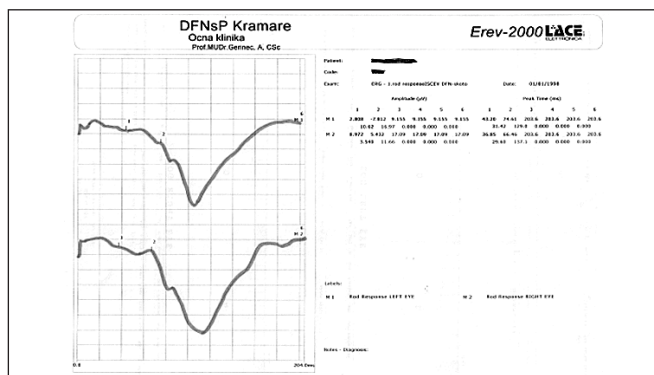 DFNsP Kramare
Ocna klinika
Prof.MUDr.Gernec, A, CSc
Erev-2000 LACE
ELETTRONICA
Patient:
Code:
Exam: ERG - 1.rod response(ISCEV DFN-skoto Date: 01/01/1998
Amplitude (µV) Peak Time (ms)
1 2 3 4 5 6 1 2 3 4 5 6
M 1 2.808 -7.812 9.155 9.155 9.155 9.155 43.20 74.61 203.6 203.6 203.6 203.6
10.62 16.97 0.000 0.000 0.000 31.42 129.0 0.000 0.000 0.000
M 2 8.972 5.432 17.09 17.09 17.09 17.09 36.85 66.46 203.6 203.6 203.6 203.6
3.540 11.66 0.000 0.000 0.000 29.60 137.1 0.000 0.000 0.000
1 2 6
M 1
1 2 6
M 2
Labels:
M 1 Rod Response LEFT EYE M 2 Rod Response RIGHT EYE
Notes - Diagnosis:
0.0 204.0ms